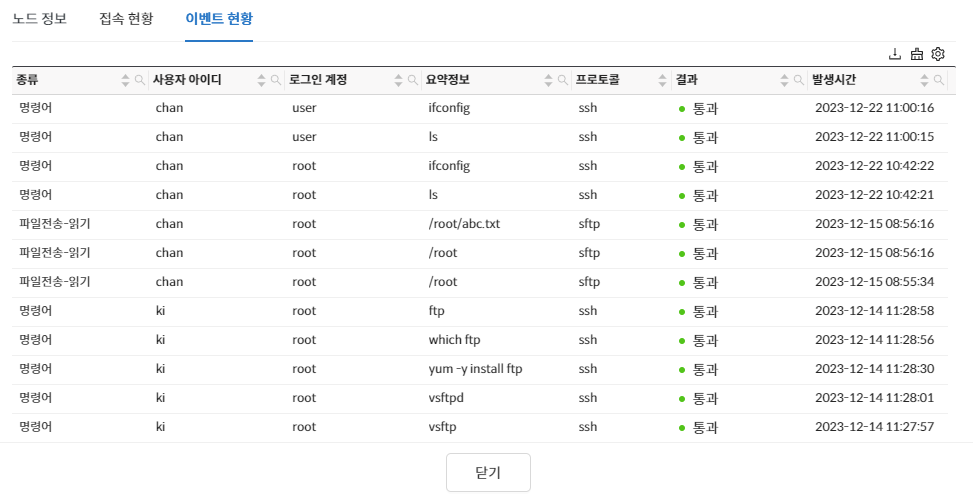 노드 정보 접속 현황 이벤트 현황
종류 사용자 아이디 로그인 계정 요약정보 프로토콜 결과 발생시간
명령어 chan user ifconfig ssh 통과 2023-12-22 11:00:16
명령어 chan user ls ssh 통과 2023-12-22 11:00:15
명령어 chan root ifconfig ssh 통과 2023-12-22 10:42:22
명령어 chan root ls ssh 통과 2023-12-22 10:42:21
파일전송-읽기 chan root /root/abc.txt sftp 통과 2023-12-15 08:56:16
파일전송-읽기 chan root /root sftp 통과 2023-12-15 08:56:16
파일전송-읽기 chan root /root sftp 통과 2023-12-15 08:55:34
명령어 ki root ftp ssh 통과 2023-12-14 11:28:58
명령어 ki root which ftp ssh 통과 2023-12-14 11:28:56
명령어 ki root yum -y install ftp ssh 통과 2023-12-14 11:28:30
명령어 ki root vsftpd ssh 통과 2023-12-14 11:28:01
명령어 ki root vsftp ssh 통과 2023-12-14 11:27:57
닫기